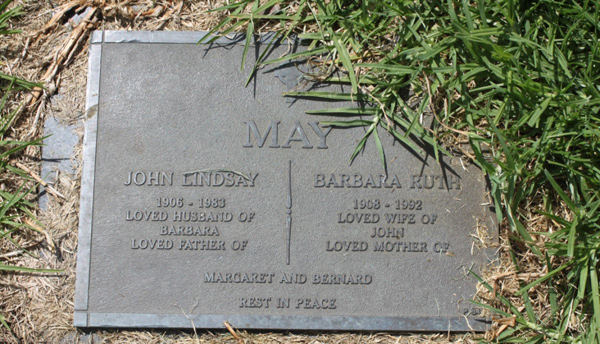 MAY
JOHN LINDSAY
1906 - 1983
LOVED HUSBAND OF
BARBARA
LOVED FATHER OF
BARBARA RUTH
1908 - 1992
LOVED WIFE OF
JOHN
LOVED MOTHER OF
MARGARET AND BERNARD
REST IN PEACE